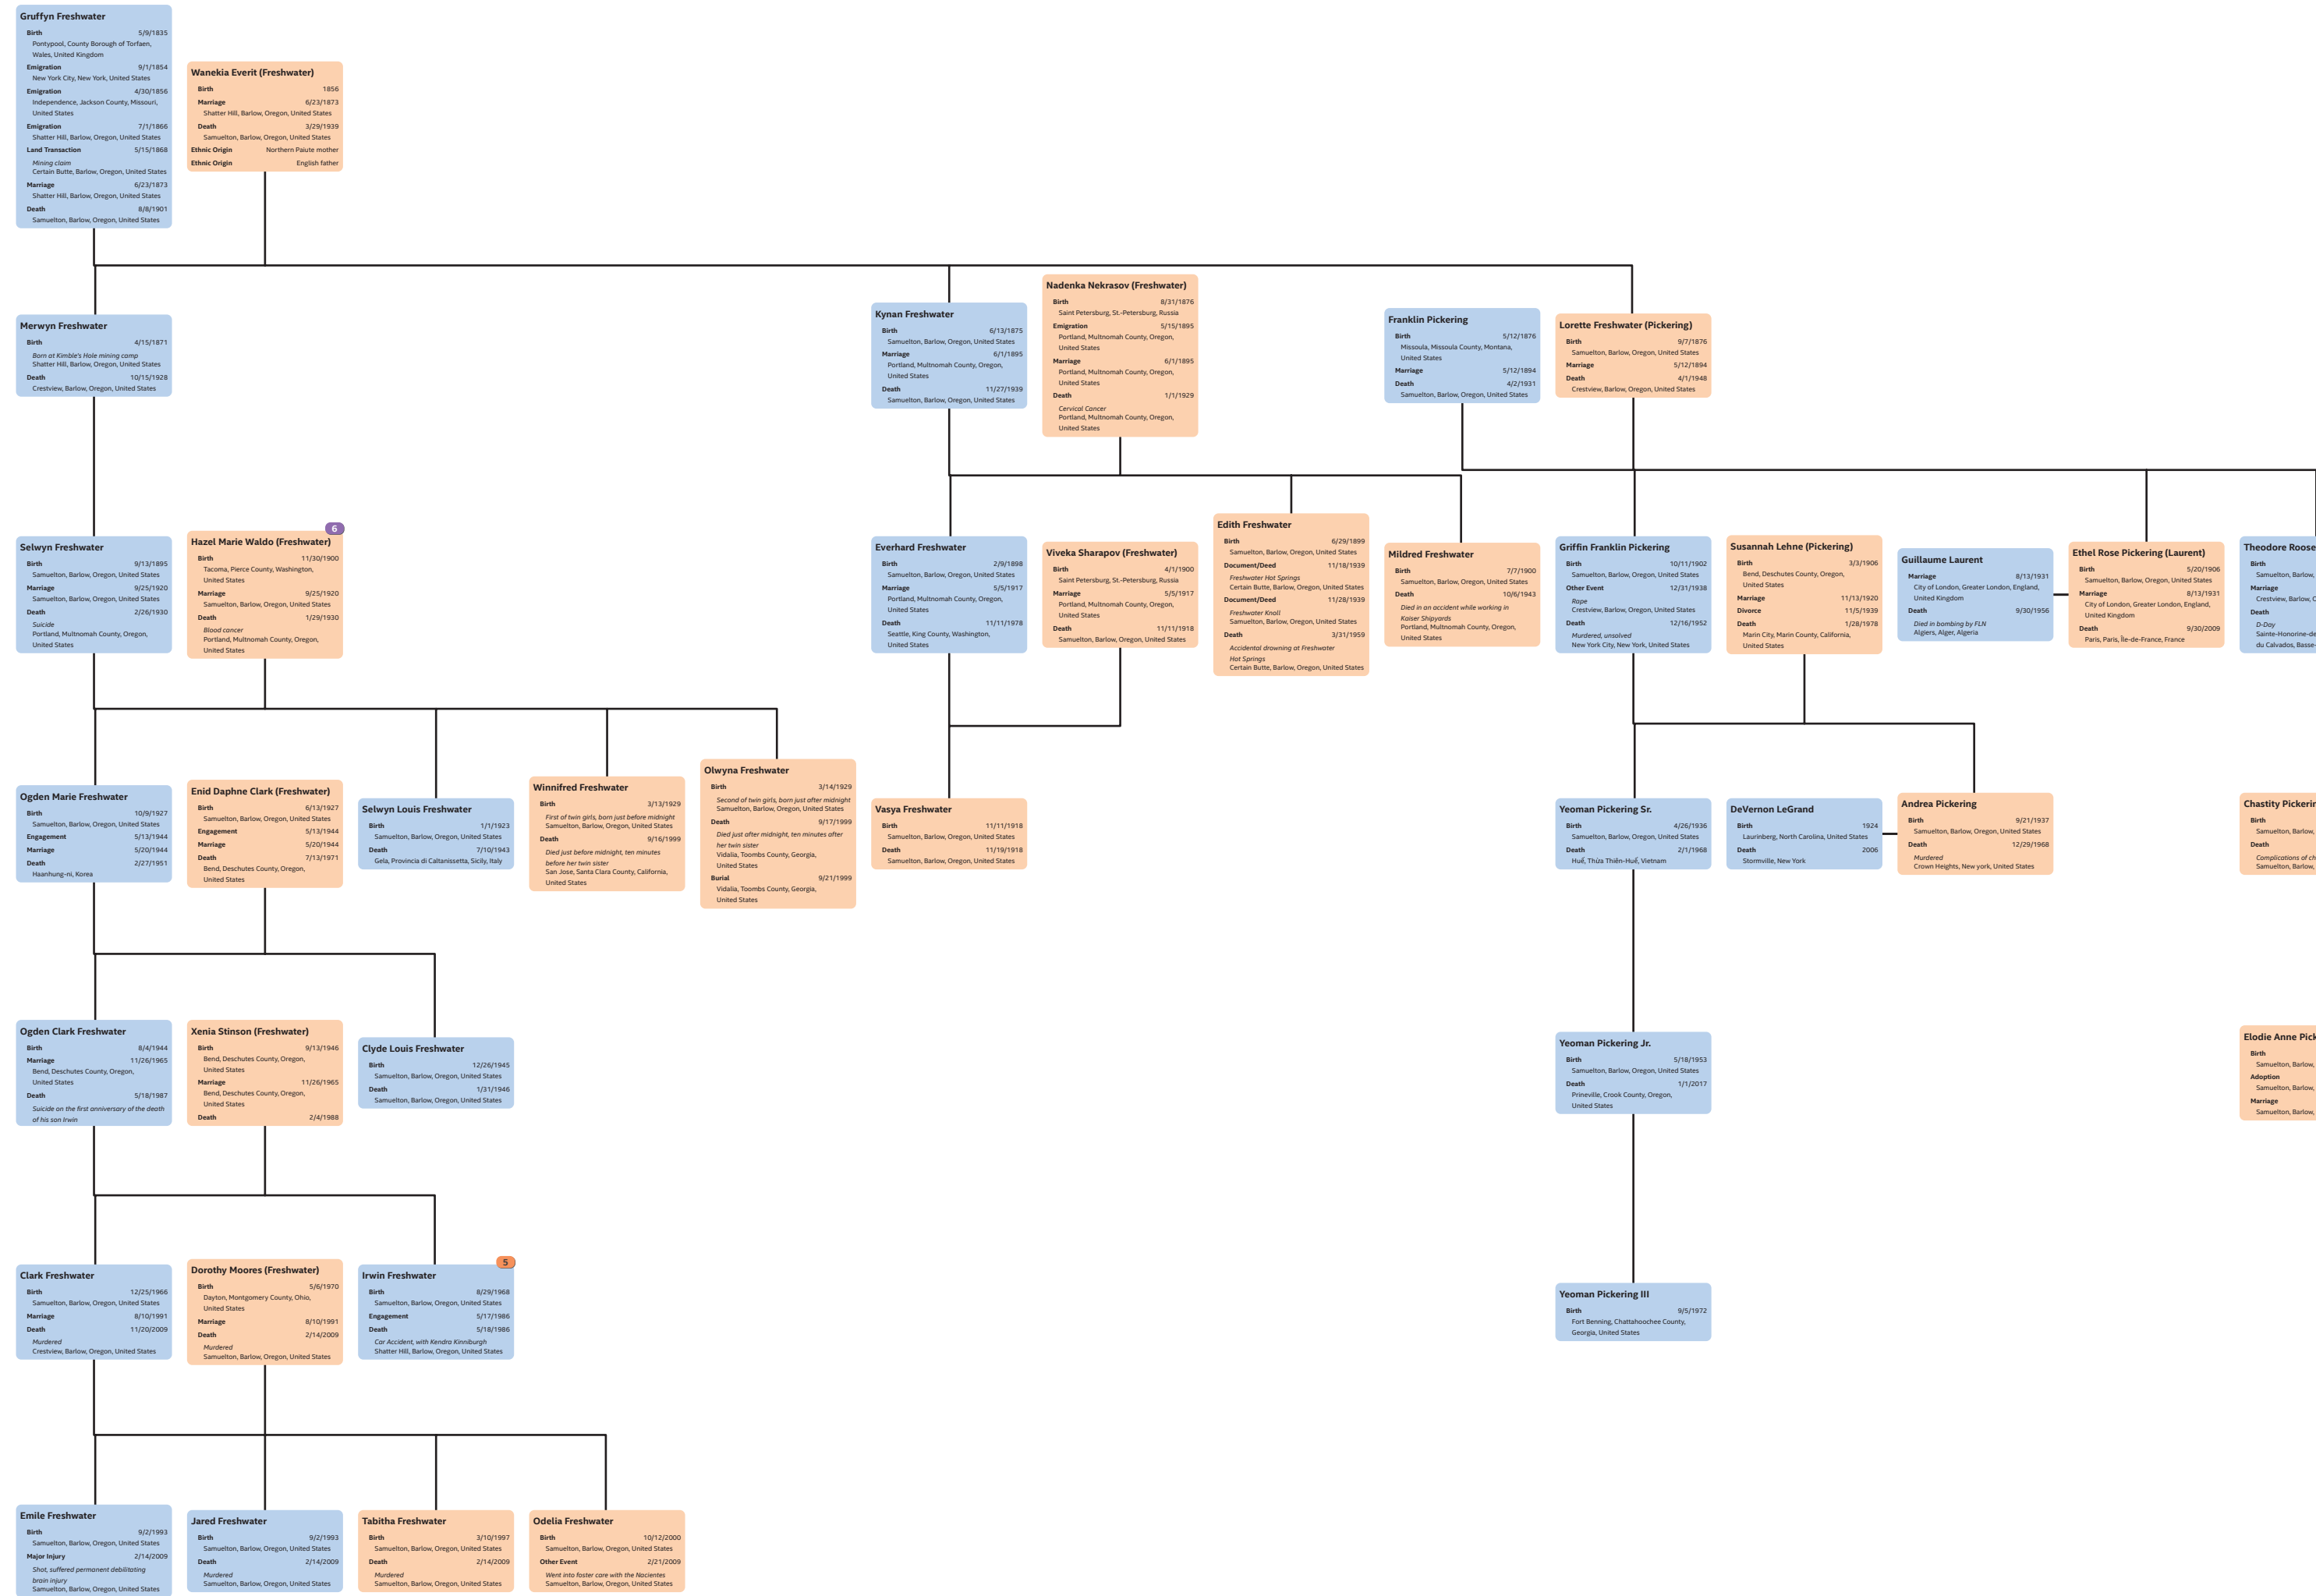 Gruffyn Freshwater
Birth 5/9/1835
Pontypool, County Borough of Torfaen,
Wales, United Kingdom
Emigration 9/1/1854
New York City, New York, United States
Emigration 4/30/1856
Independence, Jackson County, Missouri,
United States
Emigration 7/1/1866
Shatter Hill, Barlow, Oregon, United States
Land Transaction 5/15/1868
Mining claim
Certain Butte, Barlow, Oregon, United States
Marriage 6/23/1873
Shatter Hill, Barlow, Oregon, United States
Death 8/8/1901
Samuelton, Barlow, Oregon, United States
Wanekia Everit (Freshwater)
Birth 1856
Marriage 6/23/1873
Shatter Hill, Barlow, Oregon, United States
Death 3/29/1939
Samuelton, Barlow, Oregon, United States
Ethnic Origin Northern Paiute mother
Ethnic Origin English father
Merwyn Freshwater
Birth 4/15/1871
Born at Kimble's Hole mining camp
Shatter Hill, Barlow, Oregon, United States
Death 10/15/1928
Crestview, Barlow, Oregon, United States
Kynan Freshwater
Birth 6/13/1875
Samuelton, Barlow, Oregon, United States
Marriage 6/1/1895
Portland, Multnomah County, Oregon,
United States
Death 11/27/1939
Samuelton, Barlow, Oregon, United States
Nadenka Nekrasov (Freshwater)
Birth 8/31/1876
Saint Petersburg, St.-Petersburg, Russia
Emigration 5/15/1895
Portland, Multnomah County, Oregon,
United States
Marriage 6/1/1895
Portland, Multnomah County, Oregon,
United States
Death 1/1/1929
Cervical Cancer
Portland, Multnomah County, Oregon,
United States
Franklin Pickering
Birth 5/12/1876
Missoula, Missoula County, Montana,
United States
Marriage 5/12/1894
Death 4/2/1931
Samuelton, Barlow, Oregon, United States
Lorette Freshwater (Pickering)
Birth 9/7/1876
Samuelton, Barlow, Oregon, United States
Marriage 5/12/1894
Death 4/1/1948
Crestview, Barlow, Oregon, United States
Selwyn Freshwater
Birth 9/13/1895
Samuelton, Barlow, Oregon, United States
Marriage 9/25/1920
Samuelton, Barlow, Oregon, United States
Death 2/26/1930
Suicide
Portland, Multnomah County, Oregon,
United States
6
Hazel Marie Waldo (Freshwater)
Birth 11/30/1900
Tacoma, Pierce County, Washington,
United States
Marriage 9/25/1920
Samuelton, Barlow, Oregon, United States
Death 1/29/1930
Blood cancer
Portland, Multnomah County, Oregon,
United States
Everhard Freshwater
Birth 2/9/1898
Samuelton, Barlow, Oregon, United States
Marriage 5/5/1917
Portland, Multnomah County, Oregon,
United States
Death 11/11/1978
Seattle, King County, Washington,
United States
Viveka Sharapov (Freshwater)
Birth 4/1/1900
Saint Petersburg, St.-Petersburg, Russia
Marriage 5/5/1917
Portland, Multnomah County, Oregon,
United States
Death 11/11/1918
Samuelton, Barlow, Oregon, United States
Edith Freshwater
Birth 6/29/1899
Samuelton, Barlow, Oregon, United States
Document/Deed 11/18/1939
Freshwater Hot Springs
Certain Butte, Barlow, Oregon, United States
Document/Deed 11/28/1939
Freshwater Knoll
Samuelton, Barlow, Oregon, United States
Death 3/31/1959
Accidental drowning at Freshwater
Hot Springs
Certain Butte, Barlow, Oregon, United States
Mildred Freshwater
Birth 7/7/1900
Samuelton, Barlow, Oregon, United States
Death 10/6/1943
Died in an accident while working in
Kaiser Shipyards
Portland, Multnomah County, Oregon,
United States
Griffin Franklin Pickering
Birth 10/11/1902
Samuelton, Barlow, Oregon, United States
Other Event 12/31/1938
Rape
Crestview, Barlow, Oregon, United States
Death 12/16/1952
Murdered, unsolved
New York City, New York, United States
Susannah Lehne (Pickering)
Birth 3/3/1906
Bend, Deschutes County, Oregon,
United States
Marriage 11/13/1920
Divorce 11/5/1939
Death 1/28/1978
Marin City, Marin County, California,
United States
Guillaume Laurent
Marriage 8/13/1931
City of London, Greater London, England,
United Kingdom
Death 9/30/1956
Died in bombing by FLN
Algiers, Alger, Algeria
Ethel Rose Pickering (Laurent)
Birth 5/20/1906
Samuelton, Barlow, Oregon, United States
Marriage 8/13/1931
City of London, Greater London, England,
United Kingdom
Death 9/30/2009
Paris, Paris, Île-de-France, France
Theodore Roose
Birth
Samuelton, Barlow,
Marriage
Crestview, Barlow, O
Death
D-Day
Sainte-Honorine-de
du Calvados, Basse-
Ogden Marie Freshwater
Birth 10/9/1927
Samuelton, Barlow, Oregon, United States
Engagement 5/13/1944
Marriage 5/20/1944
Death 2/27/1951
Haanhung-ni, Korea
Enid Daphne Clark (Freshwater)
Birth 6/13/1927
Samuelton, Barlow, Oregon, United States
Engagement 5/13/1944
Marriage 5/20/1944
Death 7/13/1971
Bend, Deschutes County, Oregon,
United States
Selwyn Louis Freshwater
Birth 1/1/1923
Samuelton, Barlow, Oregon, United States
Death 7/10/1943
Gela, Provincia di Caltanissetta, Sicily, Italy
Winnifred Freshwater
Birth 3/13/1929
First of twin girls, born just before midnight
Samuelton, Barlow, Oregon, United States
Death 9/16/1999
Died just before midnight, ten minutes
before her twin sister
San Jose, Santa Clara County, California,
United States
Olwyna Freshwater
Birth 3/14/1929
Second of twin girls, born just after midnight
Samuelton, Barlow, Oregon, United States
Death 9/17/1999
Died just after midnight, ten minutes after
her twin sister
Vidalia, Toombs County, Georgia,
United States
Burial 9/21/1999
Vidalia, Toombs County, Georgia,
United States
Vasya Freshwater
Birth 11/11/1918
Samuelton, Barlow, Oregon, United States
Death 11/19/1918
Samuelton, Barlow, Oregon, United States
Yeoman Pickering Sr.
Birth 4/26/1936
Samuelton, Barlow, Oregon, United States
Death 2/1/1968
Huế, Thừa Thiên-Huế, Vietnam
DeVernon LeGrand
Birth 1924
Laurinberg, North Carolina, United States
Death 2006
Stormville, New York
Andrea Pickering
Birth 9/21/1937
Samuelton, Barlow, Oregon, United States
Death 12/29/1968
Murdered
Crown Heights, New york, United States
Chastity Pickerin
Birth
Samuelton, Barlow,
Death
Complications of ch
Samuelton, Barlow,
Ogden Clark Freshwater
Birth 8/4/1944
Marriage 11/26/1965
Bend, Deschutes County, Oregon,
United States
Death 5/18/1987
Suicide on the first anniversary of the death
of his son Irwin
Xenia Stinson (Freshwater)
Birth 9/13/1946
Bend, Deschutes County, Oregon,
United States
Marriage 11/26/1965
Bend, Deschutes County, Oregon,
United States
Death 2/4/1988
Clyde Louis Freshwater
Birth 12/26/1945
Samuelton, Barlow, Oregon, United States
Death 1/31/1946
Samuelton, Barlow, Oregon, United States
Yeoman Pickering Jr.
Birth 5/18/1953
Samuelton, Barlow, Oregon, United States
Death 1/1/2017
Prineville, Crook County, Oregon,
United States
Elodie Anne Pick
Birth
Samuelton, Barlow,
Adoption
Samuelton, Barlow,
Marriage
Samuelton, Barlow,
Clark Freshwater
Birth 12/25/1966
Samuelton, Barlow, Oregon, United States
Marriage 8/10/1991
Death 11/20/2009
Murdered
Crestview, Barlow, Oregon, United States
Dorothy Moores (Freshwater)
Birth 5/6/1970
Dayton, Montgomery County, Ohio,
United States
Marriage 8/10/1991
Death 2/14/2009
Murdered
Samuelton, Barlow, Oregon, United States
5
Irwin Freshwater
Birth 8/29/1968
Samuelton, Barlow, Oregon, United States
Engagement 5/17/1986
Death 5/18/1986
Car Accident, with Kendra Kinniburgh
Shatter Hill, Barlow, Oregon, United States
Yeoman Pickering III
Birth 9/5/1972
Fort Benning, Chattahoochee County,
Georgia, United States
Emile Freshwater
Birth 9/2/1993
Samuelton, Barlow, Oregon, United States
Major Injury 2/14/2009
Shot, suffered permanent debilitating
brain injury
Samuelton, Barlow, Oregon, United States
Jared Freshwater
Birth 9/2/1993
Samuelton, Barlow, Oregon, United States
Death 2/14/2009
Murdered
Samuelton, Barlow, Oregon, United States
Tabitha Freshwater
Birth 3/10/1997
Samuelton, Barlow, Oregon, United States
Death 2/14/2009
Murdered
Samuelton, Barlow, Oregon, United States
Odelia Freshwater
Birth 10/12/2000
Samuelton, Barlow, Oregon, United States
Other Event 2/21/2009
Went into foster care with the Nacientes
Samuelton, Barlow, Oregon, United States